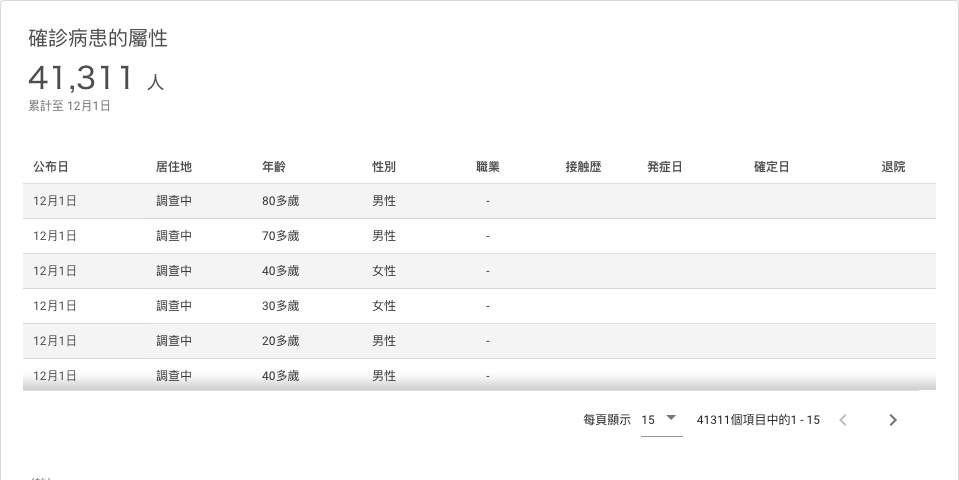 確診病患的屬性
41,311 人
累計至 12月1日
公布日 居住地 年齡 性別 職業 接触歴 発症日 確定日 退院
12月1日 調查中 80多歲 男性 -
12月1日 調查中 70多歲 男性 -
12月1日 調查中 40多歲 女性 -
12月1日 調查中 30多歲 女性 -
12月1日 調查中 20多歲 男性 -
12月1日 調查中 40多歲 男性 -
每頁顯示 15 41311個項目中的1 - 15